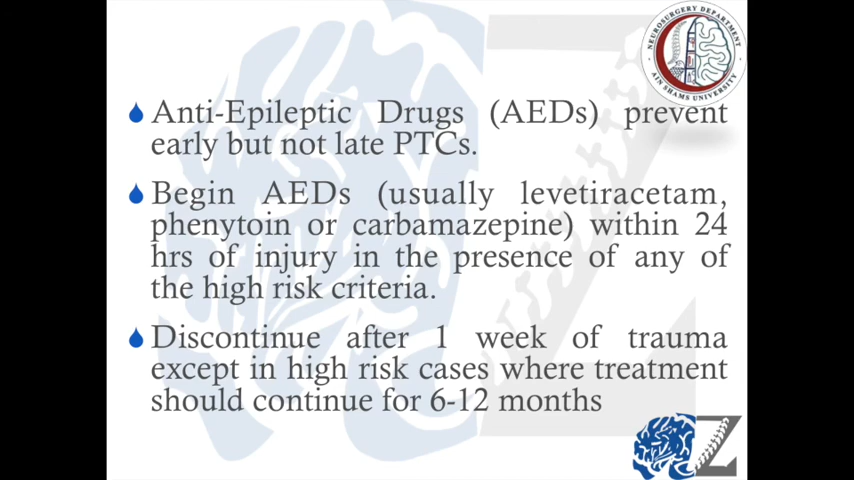 NEUROSURGERY DEPARTMENT
AIN SHAMS UNIVERSITY
Anti-Epileptic Drugs (AEDs) prevent
early but not late PTCs.
Begin AEDs (usually levetiracetam,
phenytoin or carbamazepine) within 24
hrs of injury in the presence of any of
the high risk criteria.
Discontinue after 1 week of trauma
except in high risk cases where treatment
should continue for 6-12 months